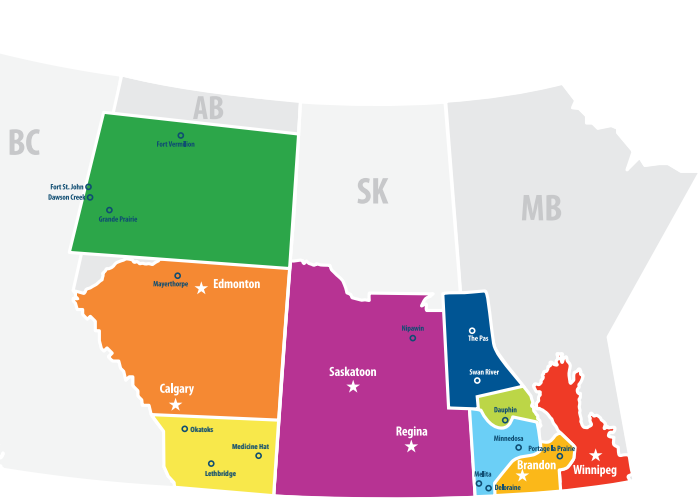 AB
BC
Fort Vermilion
Fort St. John
Dawson Creek
Grande Prairie
SK
MB
Mayerthorpe
Edmonton
Nipawin
The Pas
Saskatoon
Swan River
Calgary
Dauphin
Okatoks
Regina
Minnedosa
Medicine Hat
Portage la Prairie
Brandon
Winnipeg
Lethbridge
Melita
Deloraine